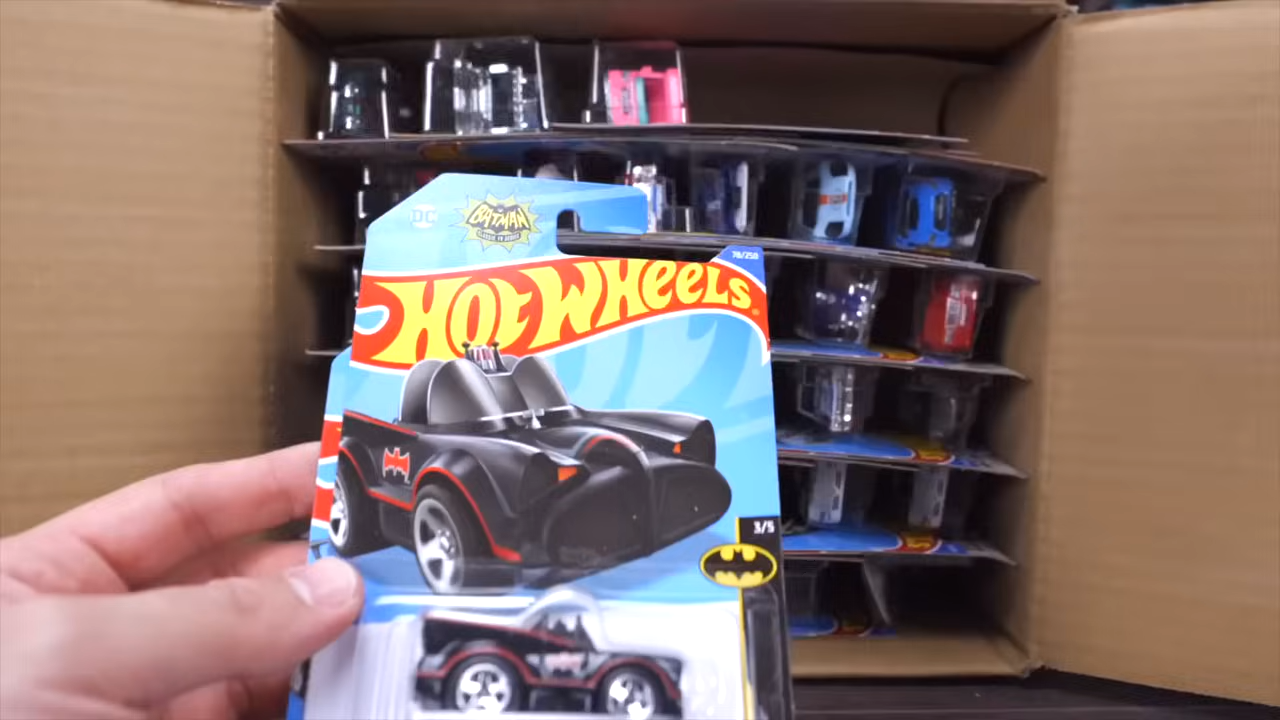 DC
BATMAN
CLASSIC TV SERIES
78/250
HOT WHEELS
3/5